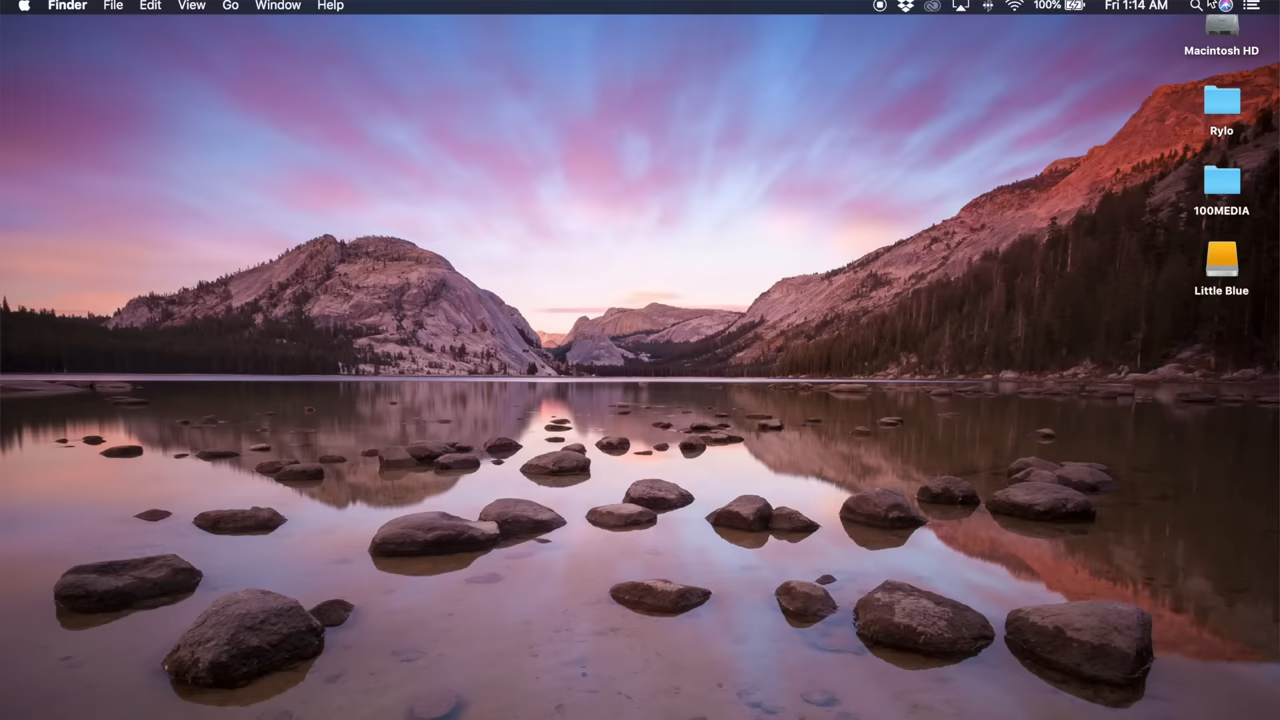 Finder File Edit View Go Window Help 100% Fri 1:14 AM
Macintosh HD
Rylo
100MEDIA
Little Blue